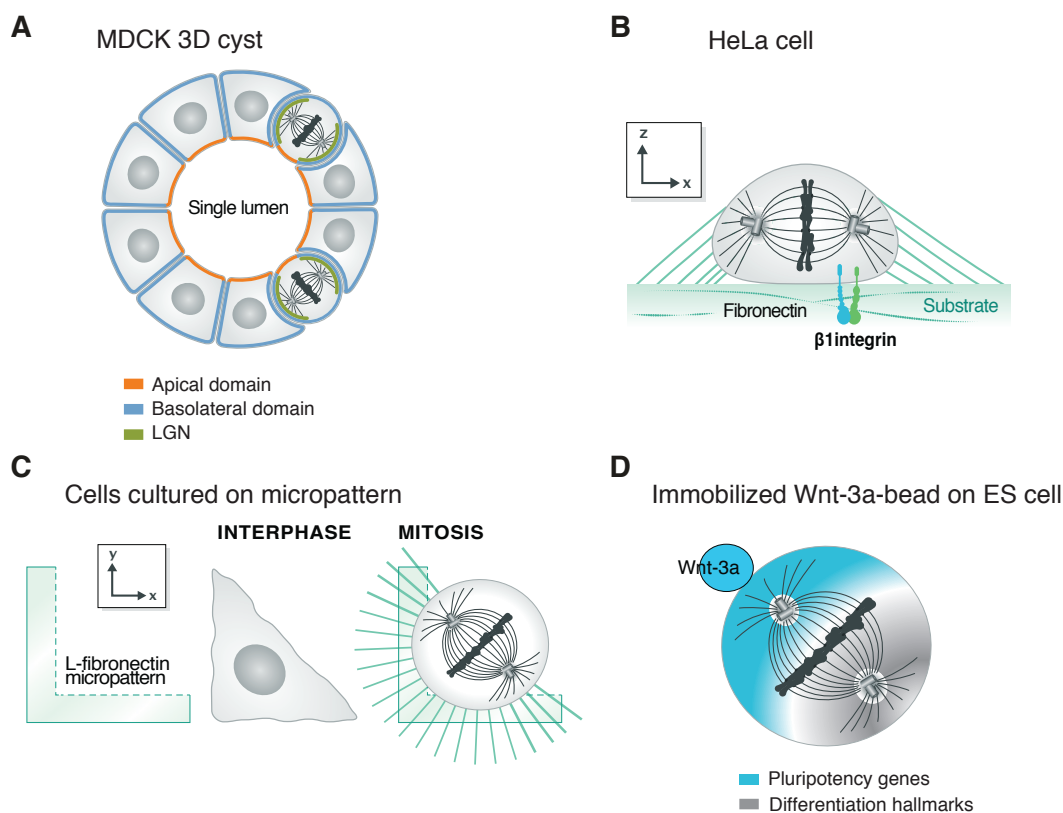 A
MDCK 3D cyst
Single lumen
Apical domain
Basolateral domain
LGN
B
HeLa cell
z
x
Fibronectin
Substrate
β1integrin
C
Cells cultured on micropattern
INTERPHASE
MITOSIS
y
x
L-fibronectin
micropattern
D
Immobilized Wnt-3a-bead on ES cell
Wnt-3a
Pluripotency genes
Differentiation hallmarks